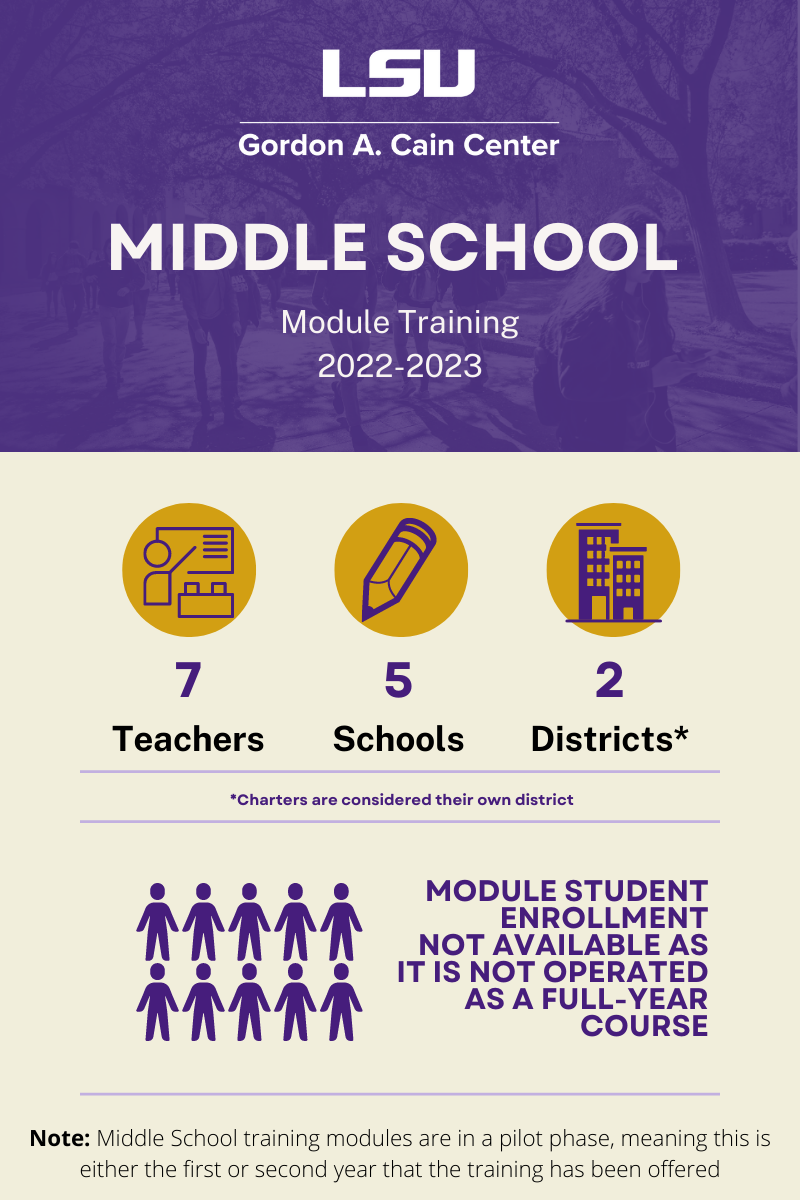 LSU
Gordon A. Cain Center
MIDDLE SCHOOL
Module Training
2022-2023
7
Teachers
5
Schools
2
Districts*
*Charters are considered their own district
MODULE STUDENT
ENROLLMENT
NOT AVAILABLE AS
IT IS NOT OPERATED
AS A FULL-YEAR
COURSE
Note: Middle School training modules are in a pilot phase, meaning this is
either the first or second year that the training has been offered